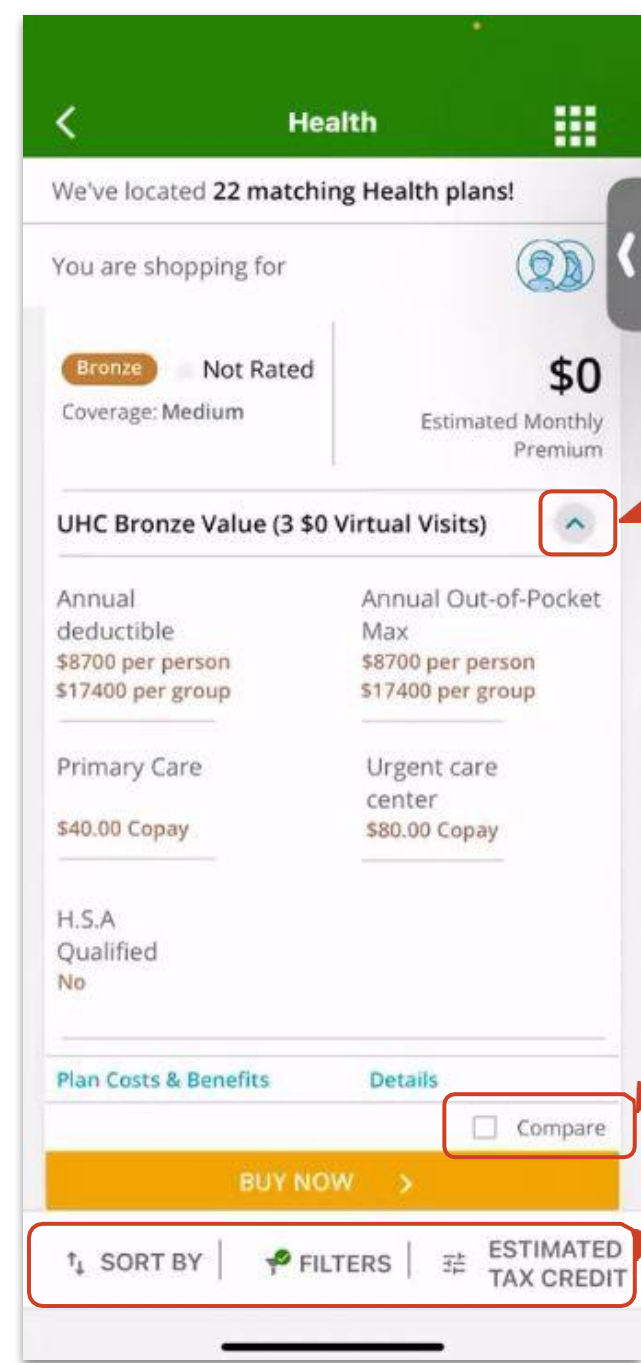 Health
We've located 22 matching Health plans!
You are shopping for
Bronze Not Rated
Coverage: Medium
$0
Estimated Monthly
Premium
UHC Bronze Value (3 $0 Virtual Visits)
Annual
deductible
$8700 per person
$17400 per group
Annual Out-of-Pocket
Max
$8700 per person
$17400 per group
Primary Care
$40.00 Copay
Urgent care
center
$80.00 Copay
H.S.A
Qualified
No
Plan Costs & Benefits
Details
Compare
BUY NOW >
SORT BY
FILTERS
ESTIMATED
TAX CREDIT